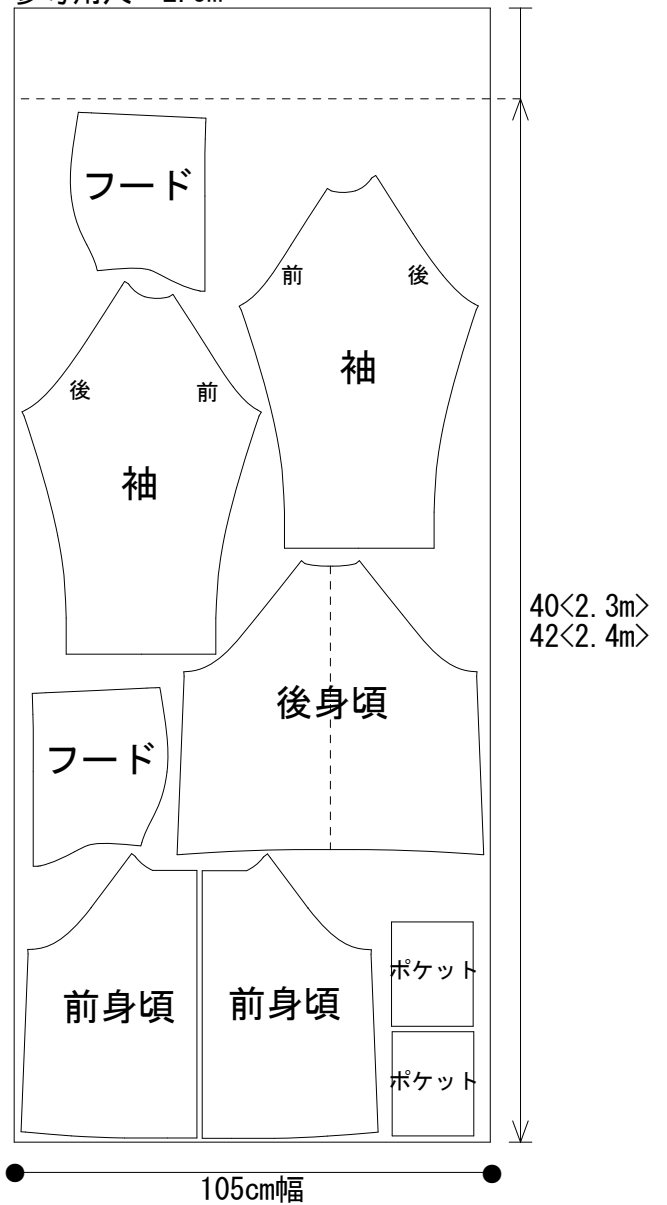 フード
前
後
袖
後
前
袖
40<2.3m>
42<2.4m>
後身頃
フード
ポケット
前身頃
前身頃
ポケット
105cm幅